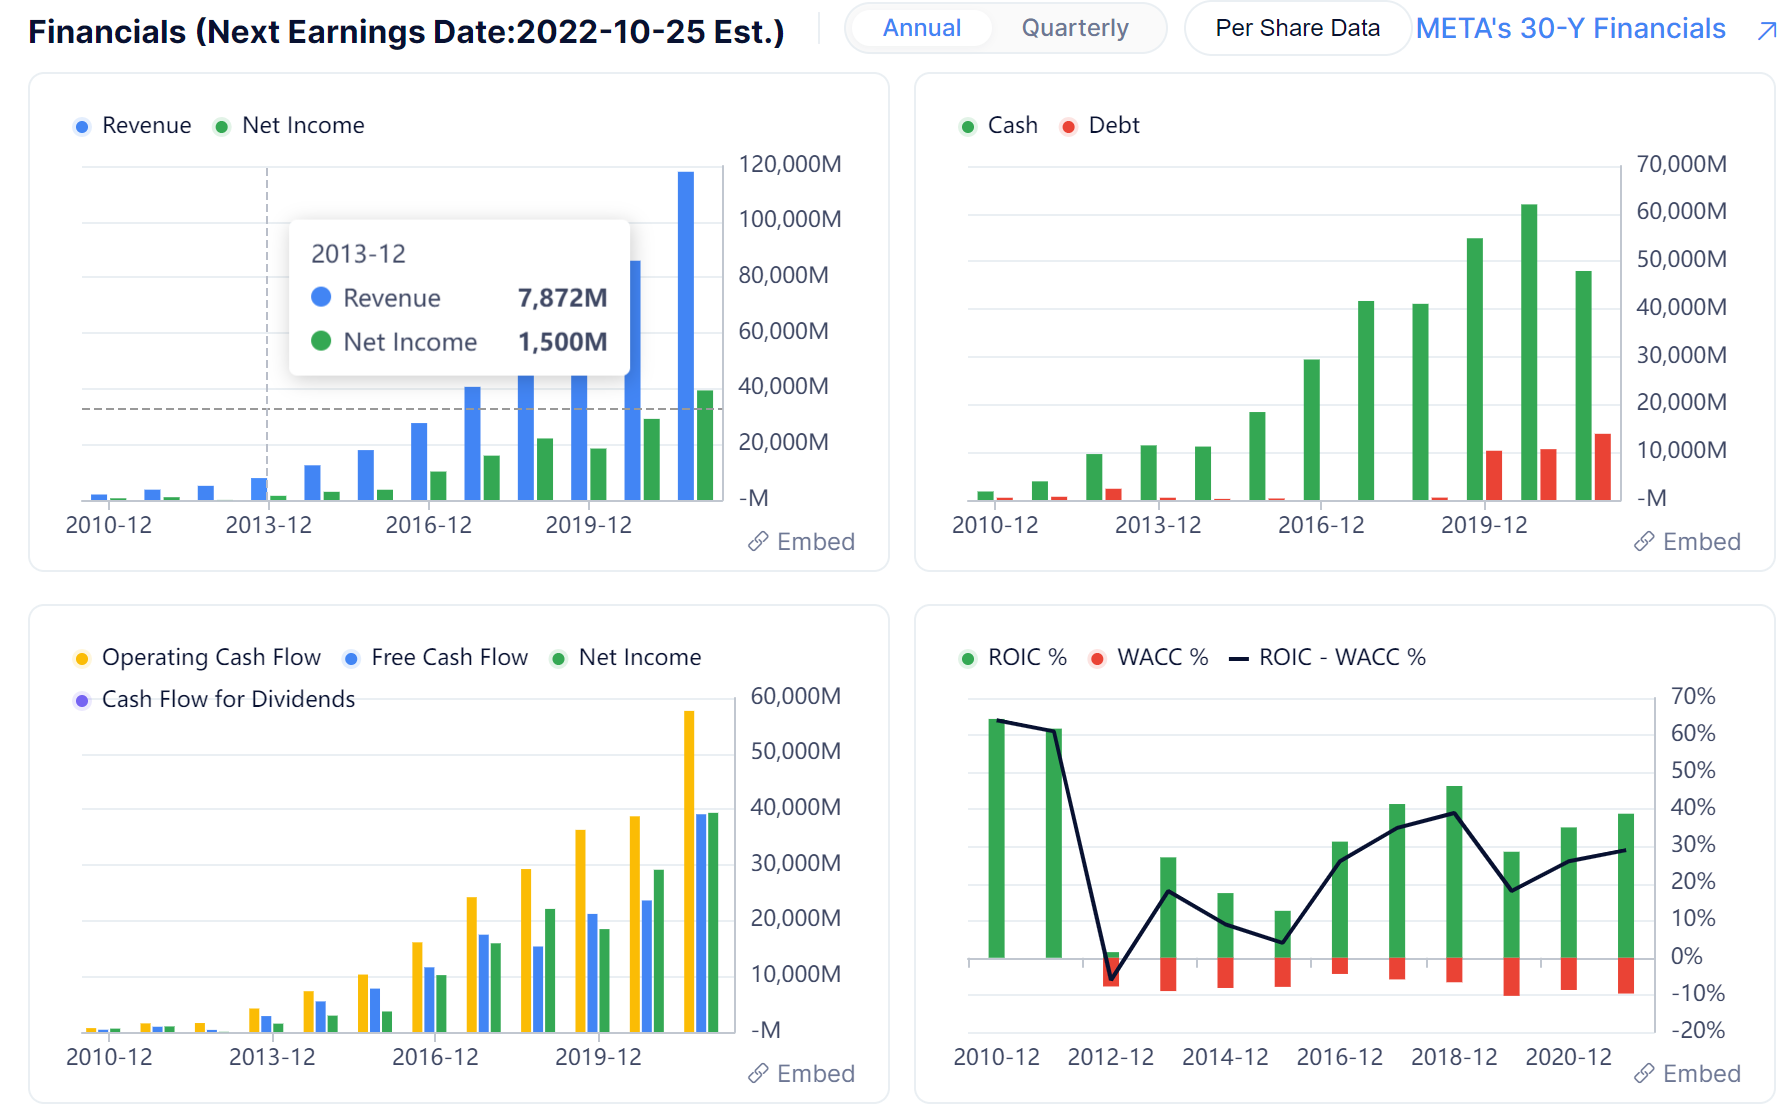 Financials (Next Earnings Date:2022-10-25 Est.)
Annual
Quarterly
Per Share Data
META's 30-Y Financials
Revenue
Net Income
120,000M
100,000M
80,000M
60,000M
40,000M
20,000M
-M
2013-12
Revenue 7,872M
Net Income 1,500M
2010-12 2013-12 2016-12 2019-12
Embed
Cash
Debt
70,000M
60,000M
50,000M
40,000M
30,000M
20,000M
10,000M
-M
2010-12 2013-12 2016-12 2019-12
Embed
Operating Cash Flow
Free Cash Flow
Net Income
Cash Flow for Dividends
60,000M
50,000M
40,000M
30,000M
20,000M
10,000M
-M
2010-12 2013-12 2016-12 2019-12
Embed
ROIC %
WACC %
ROIC - WACC %
70%
60%
50%
40%
30%
20%
10%
0%
-10%
-20%
2010-12 2012-12 2014-12 2016-12 2018-12 2020-12
Embed